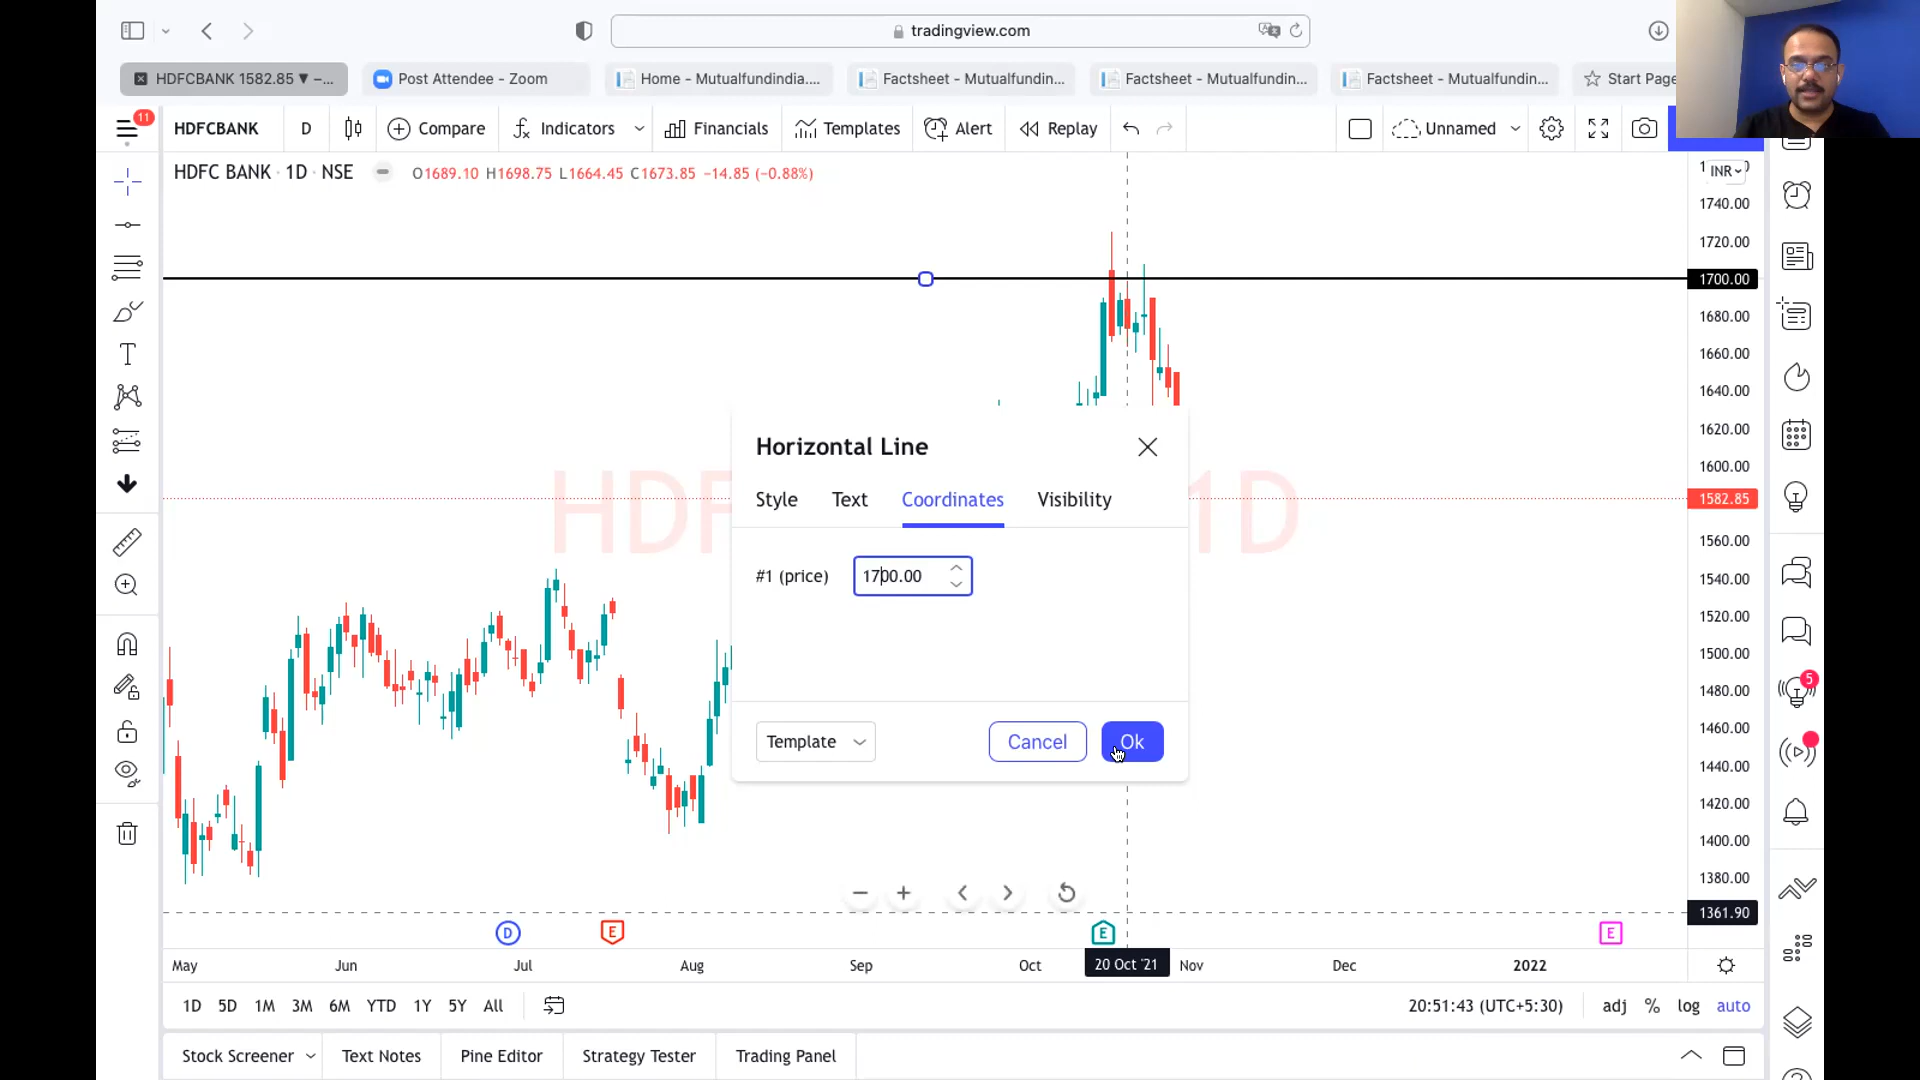 tradingview.com
HDFCBANK 1582.85 ▼ −...
Post Attendee - Zoom
Home - Mutualfundindia....
Factsheet - Mutualfundin...
Factsheet - Mutualfundin...
Factsheet - Mutualfundin...
Start Page
11
HDFCBANK
D
Compare
Indicators
Financials
Templates
Alert
Replay
Unnamed
HDFC BANK · 1D · NSE
O1689.10 H1698.75 L1664.45 C1673.85 −14.85 (−0.88%)
INR
1740.00
1720.00
1700.00
1680.00
1660.00
1640.00
1620.00
1600.00
1582.85
1560.00
1540.00
1520.00
1500.00
1480.00
1460.00
1440.00
1420.00
1400.00
1380.00
1361.90
Horizontal Line
Style
Text
Coordinates
Visibility
#1 (price)
1700.00
Template
Cancel
Ok
1D
5
D
E
E
E
May
Jun
Jul
Aug
Sep
Oct
20 Oct '21
Nov
Dec
2022
1D 5D 1M 3M 6M YTD 1Y 5Y All
20:51:43 (UTC+5:30)
adj % log auto
Stock Screener
Text Notes
Pine Editor
Strategy Tester
Trading Panel